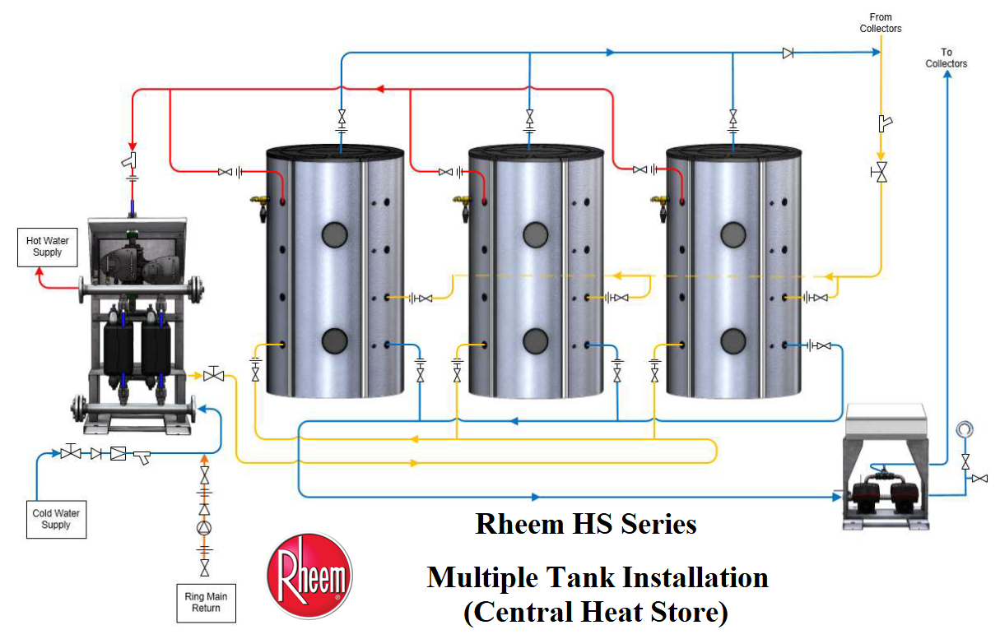 From
Collectors
To
Collectors
Hot Water
Supply
Cold Water
Supply
Ring Main
Return
Rheem®
Rheem HS Series
Multiple Tank Installation
(Central Heat Store)